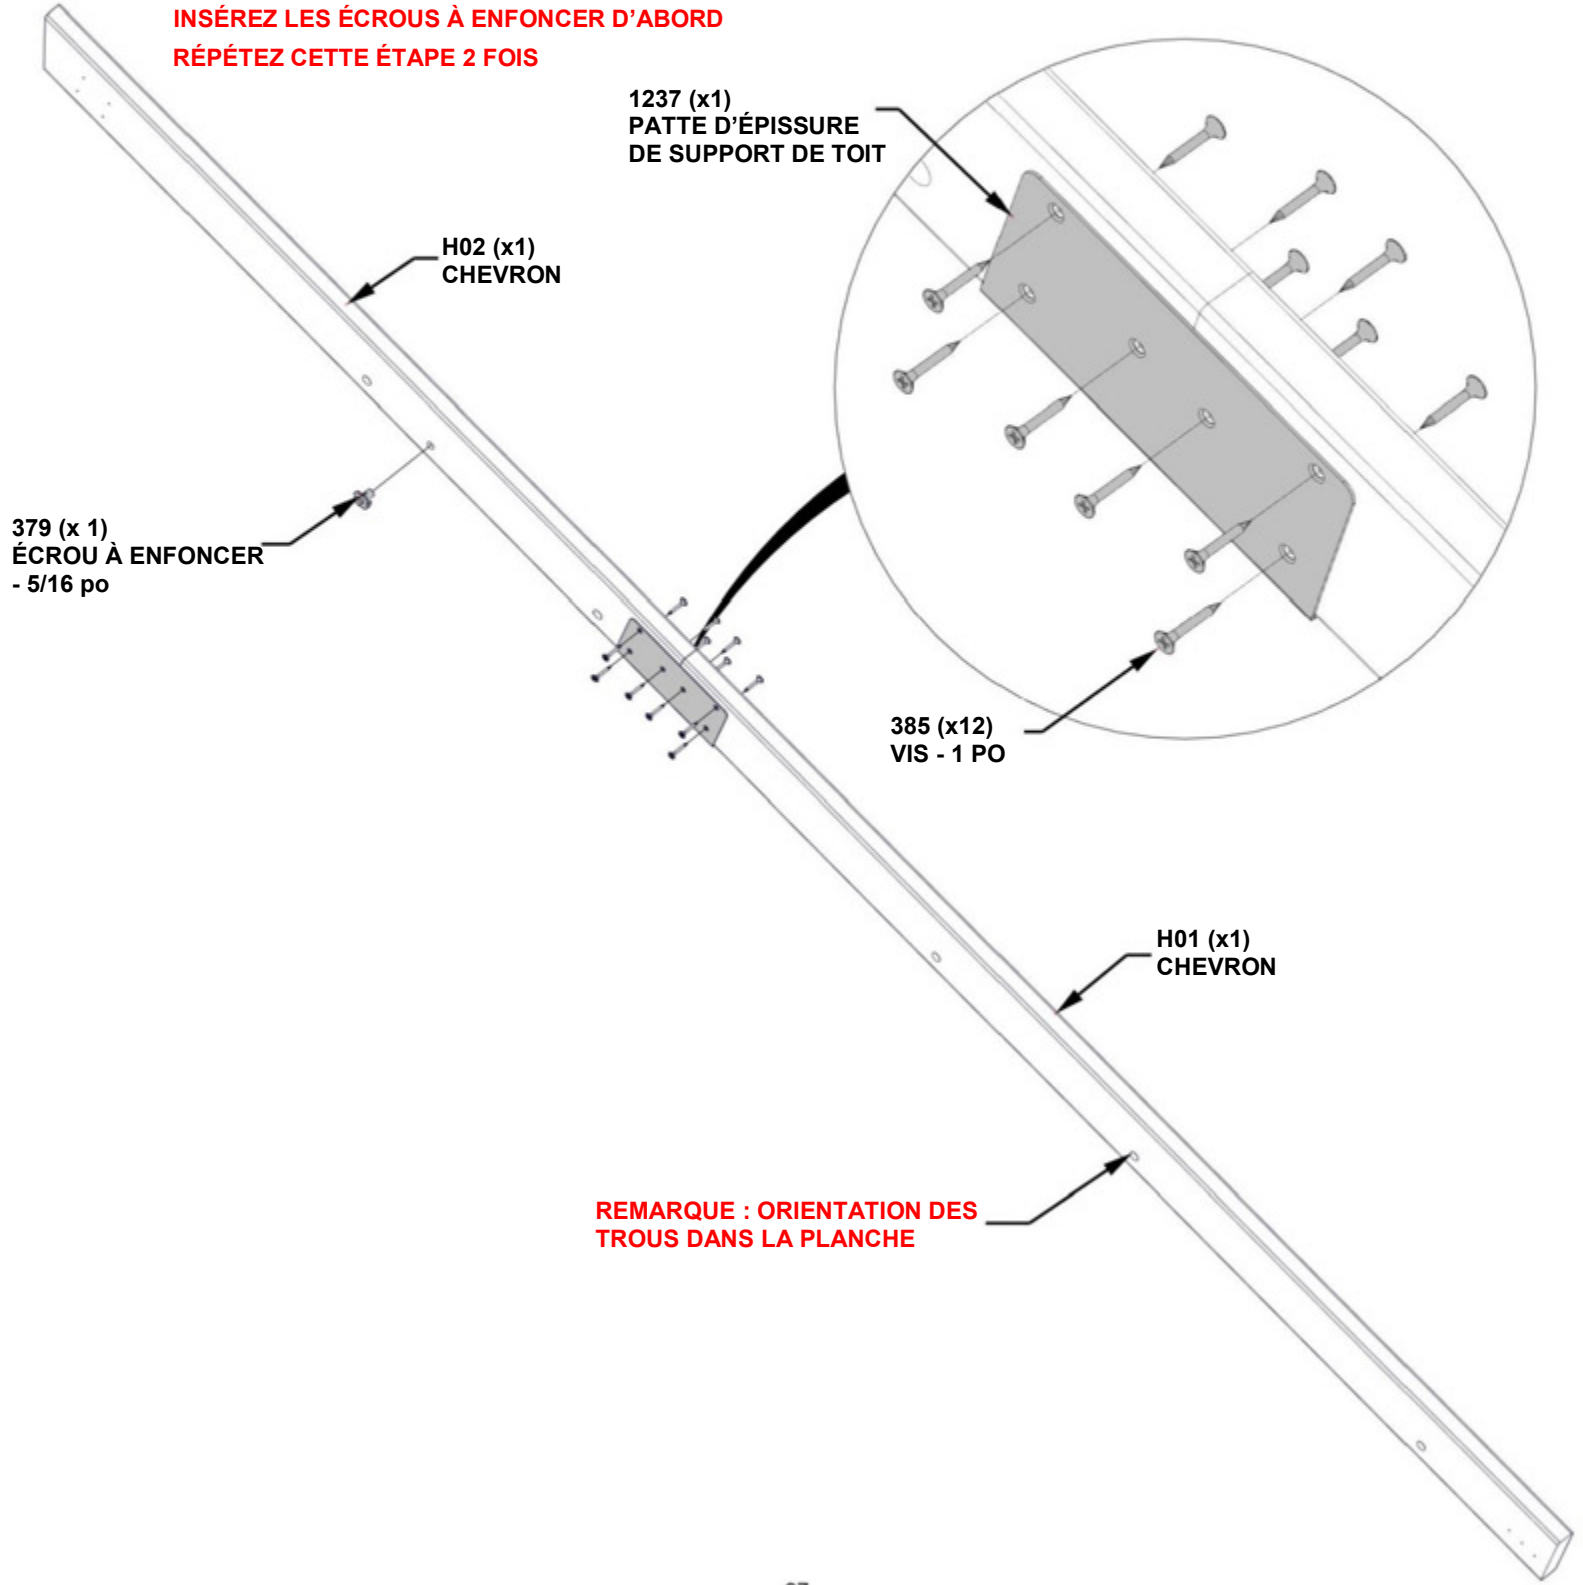 INSÉREZ LES ÉCROUS À ENFONCER D'ABORD
RÉPÉTEZ CETTE ÉTAPE 2 FOIS
1237 (x1)
PATTE D'ÉPISSURE
DE SUPPORT DE TOIT
H02 (x1)
CHEVRON
379 (x 1)
ÉCROU À ENFONCER
- 5/16 po
385 (x12)
VIS - 1 PO
H01 (x1)
CHEVRON
REMARQUE : ORIENTATION DES
TROUS DANS LA PLANCHE